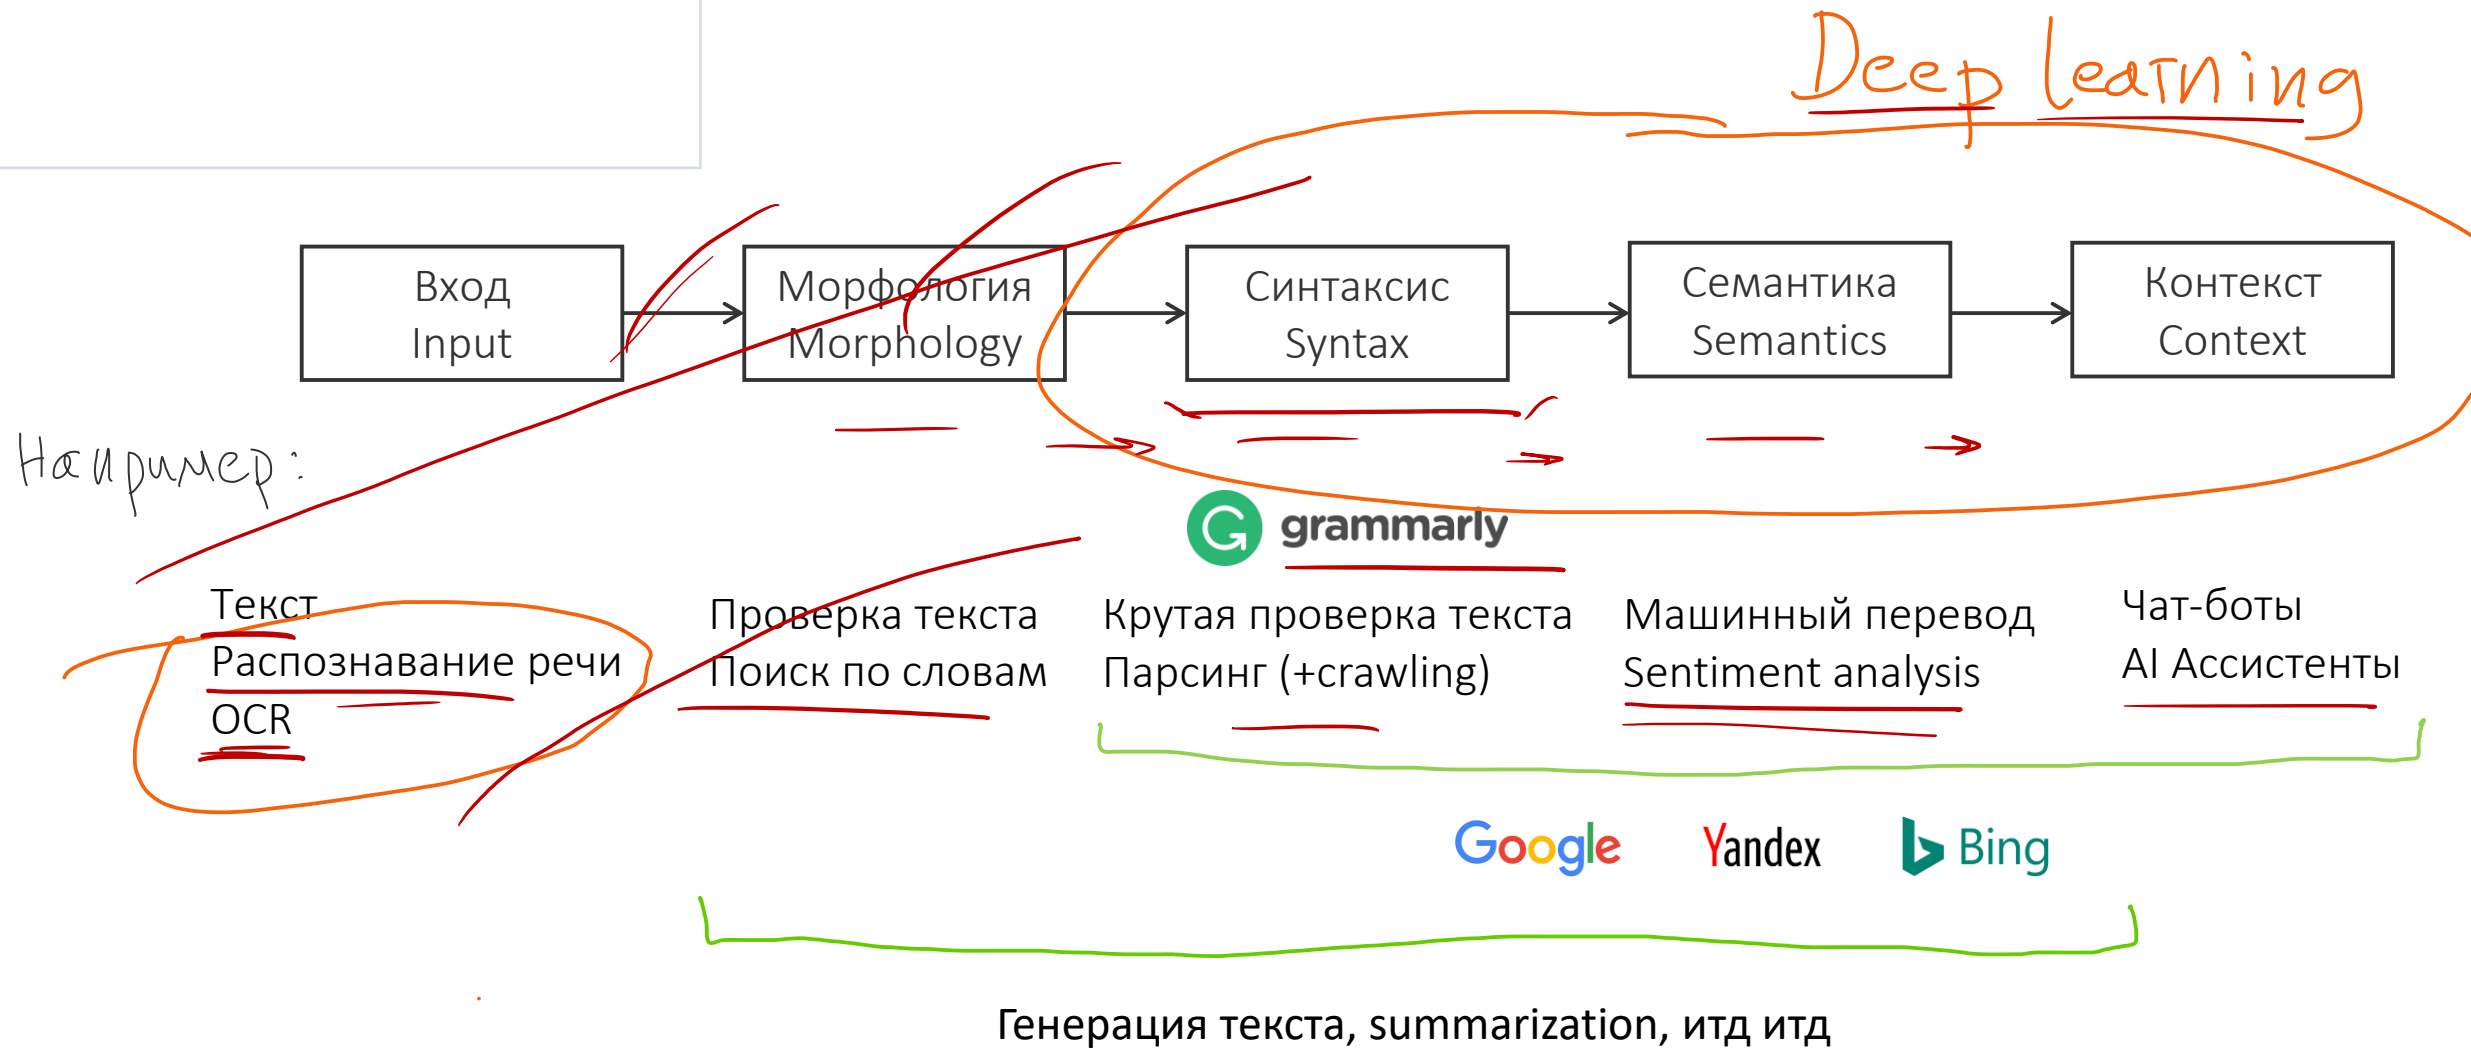 Deep learning
Вход
Input
Морфология
Morphology
Синтаксис
Syntax
Семантика
Semantics
Контекст
Context
Например:
grammarly
Текст
Распознавание речи
OCR
Проверка текста
Поиск по словам
Крутая проверка текста
Парсинг (+crawling)
Машинный перевод
Sentiment analysis
Чат-боты
AI Ассистенты
Google
Yandex
Bing
Генерация текста, summarization, итд итд